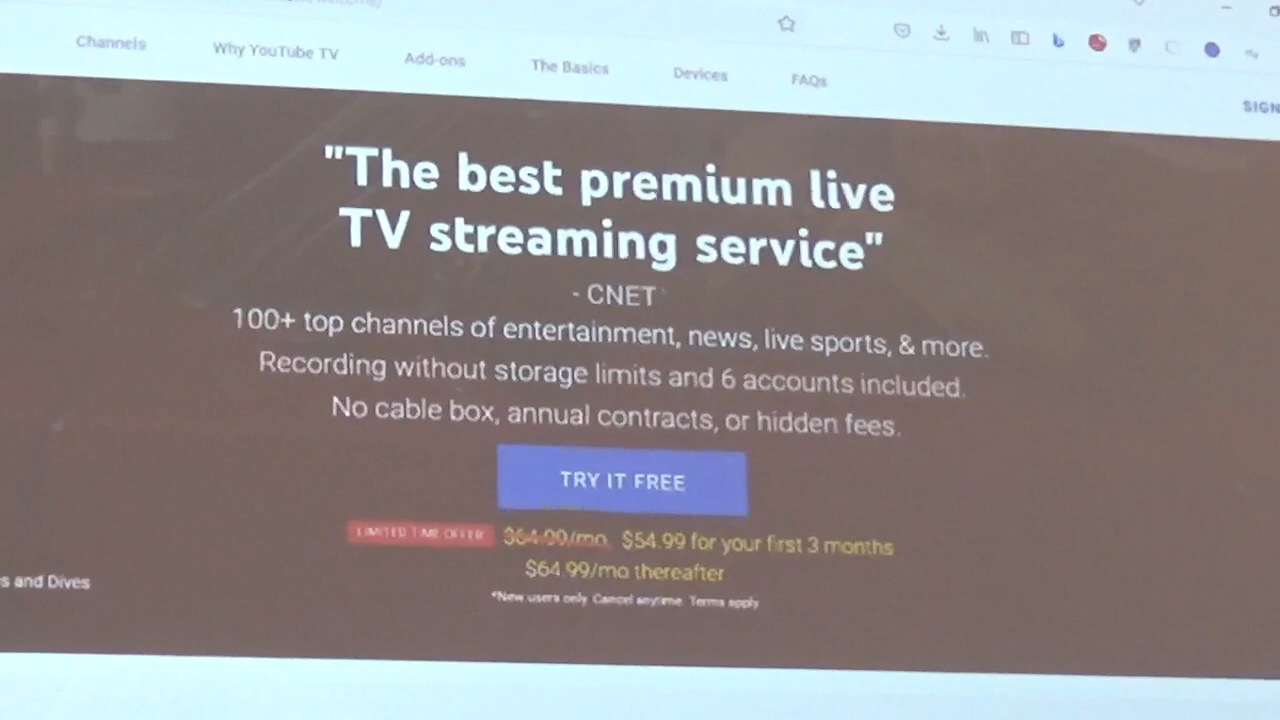 Channels Why YouTube TV Add-ons The Basics Devices FAQs
SIGN
"The best premium live
TV streaming service"
- CNET
100+ top channels of entertainment, news, live sports, & more.
Recording without storage limits and 6 accounts included.
No cable box, annual contracts, or hidden fees.
TRY IT FREE
LIMITED TIME OFFER $64.99/mo $54.99 for your first 3 months
$64.99/mo thereafter
*New users only. Cancel anytime. Terms apply
s and Dives